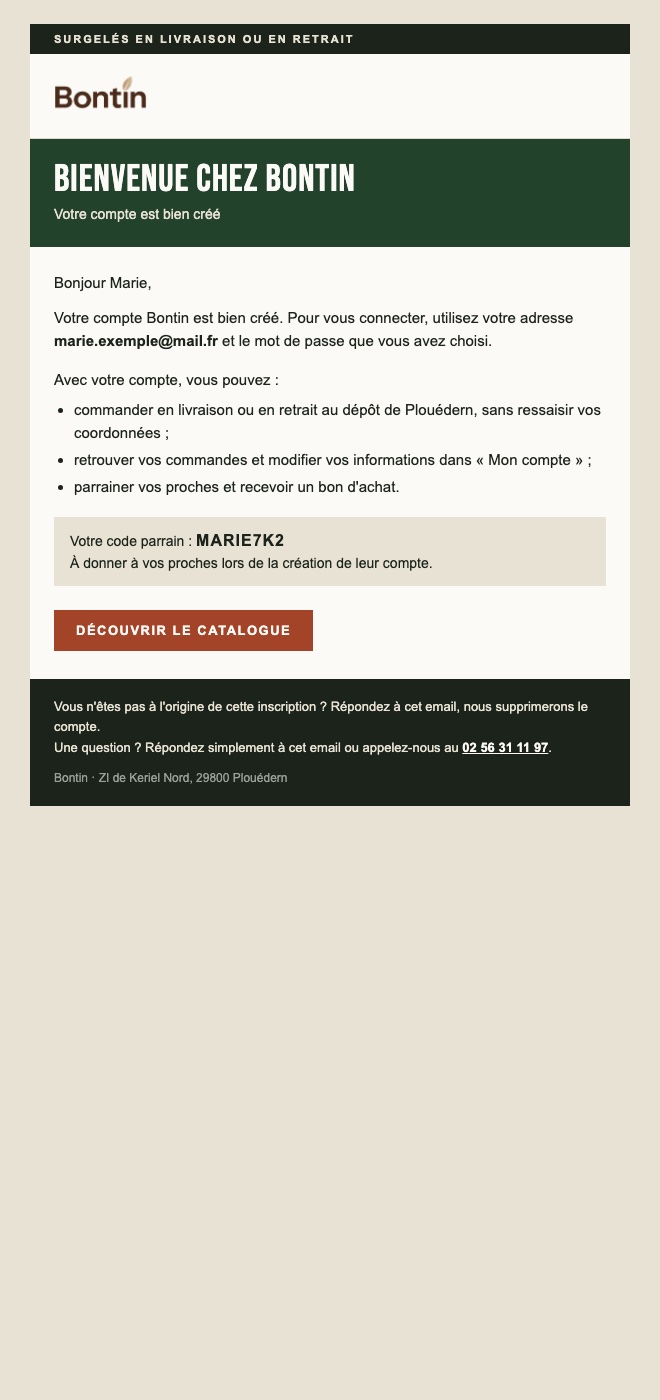 SURGELÉS EN LIVRAISON OU EN RETRAIT
Bontin
BIENVENUE CHEZ BONTIN
Votre compte est bien créé
Bonjour Marie,
Votre compte Bontin est bien créé. Pour vous connecter, utilisez votre adresse
marie.exemple@mail.fr et le mot de passe que vous avez choisi.
Avec votre compte, vous pouvez :
• commander en livraison ou en retrait au dépôt de Plouédern, sans ressaisir vos
coordonnées ;
• retrouver vos commandes et modifier vos informations dans « Mon compte » ;
• parrainer vos proches et recevoir un bon d'achat.
Votre code parrain : MARIE7K2
À donner à vos proches lors de la création de leur compte.
DÉCOUVRIR LE CATALOGUE
Vous n'êtes pas à l'origine de cette inscription ? Répondez à cet email, nous supprimerons le
compte.
Une question ? Répondez simplement à cet email ou appelez-nous au 02 56 31 11 97.
Bontin · ZI de Keriel Nord, 29800 Plouédern